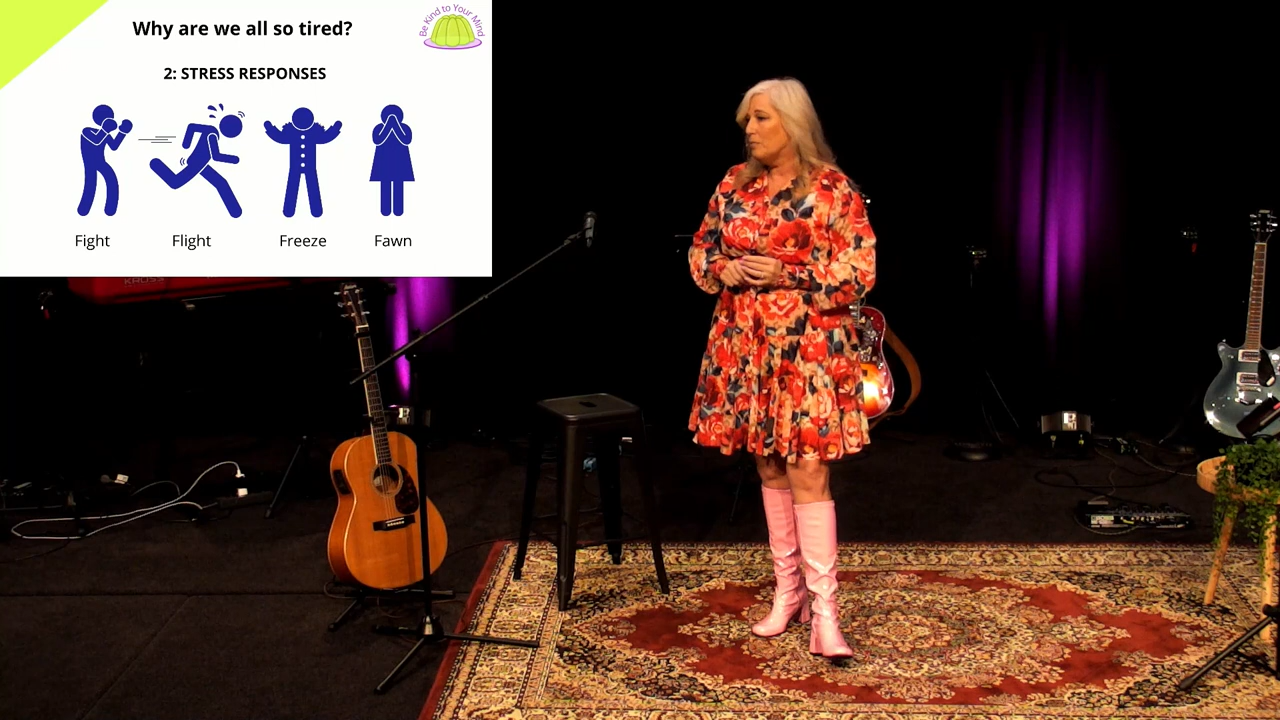 Why are we all so tired?
Be Kind to Your Mind
2: STRESS RESPONSES
Fight Flight Freeze Fawn
KROSS